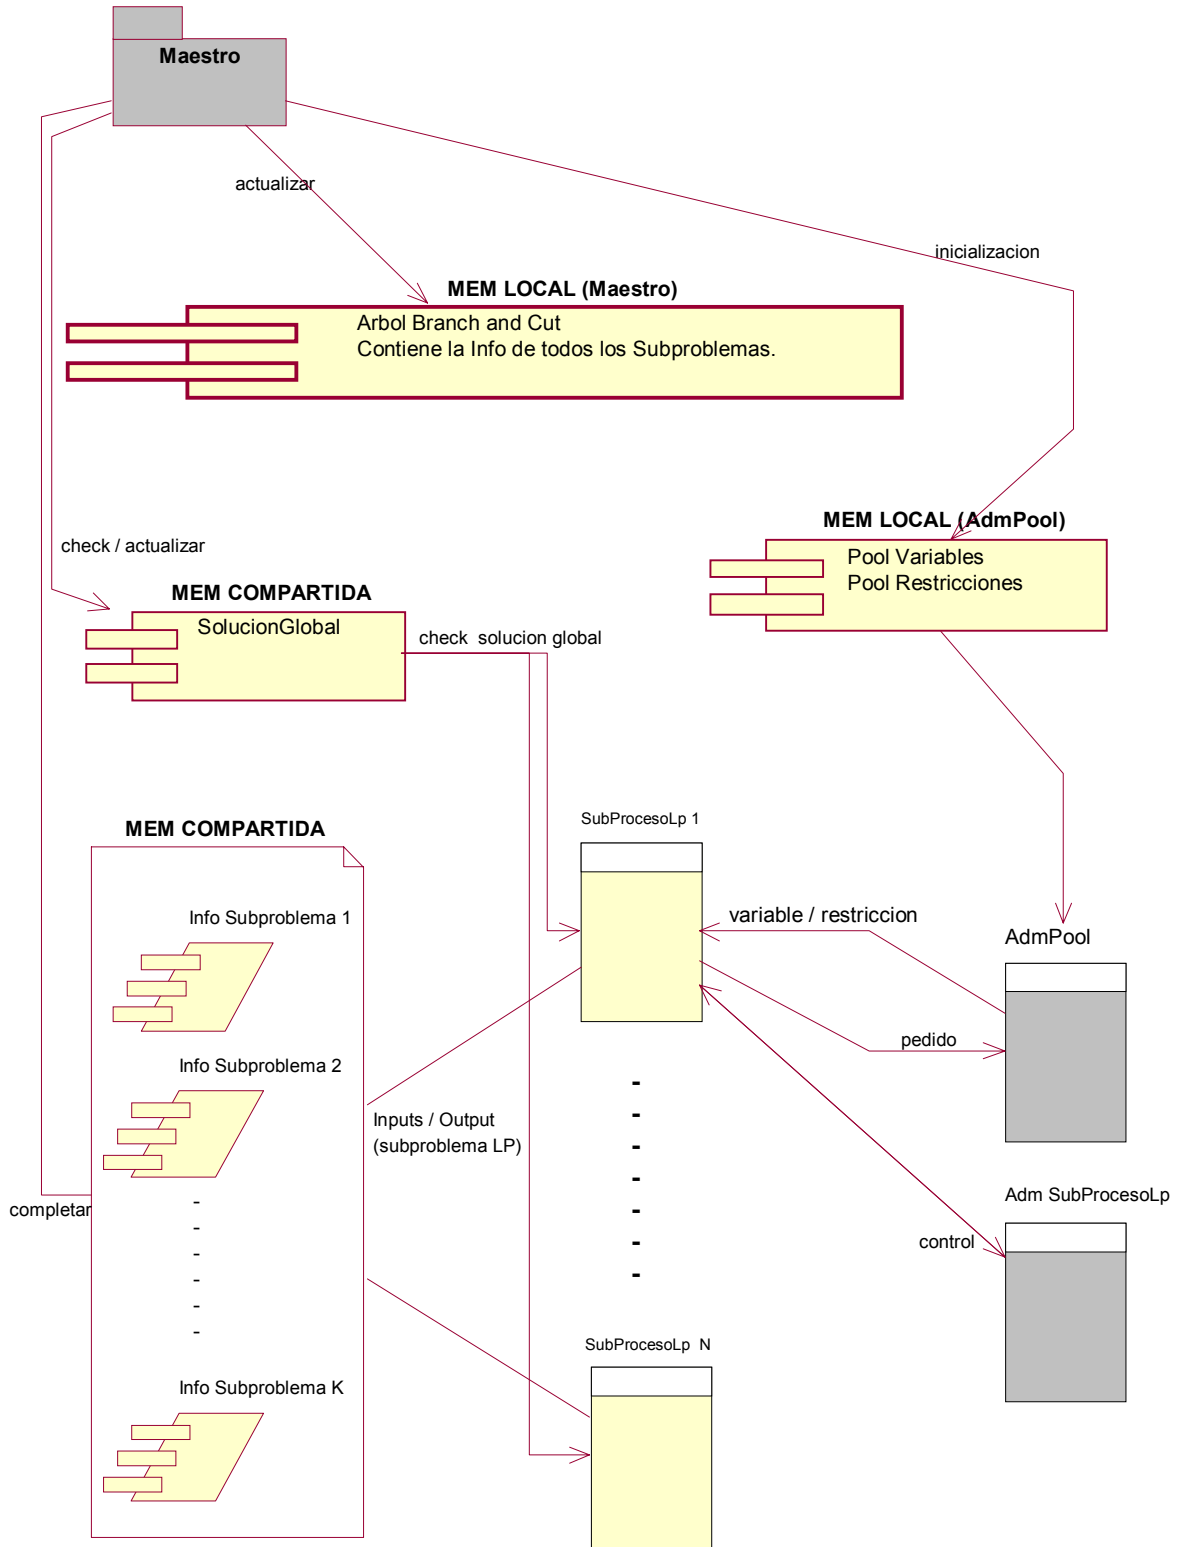 Maestro
actualizar
inicializacion
MEM LOCAL (Maestro)
Arbol Branch and Cut
Contiene la Info de todos los Subproblemas.
MEM LOCAL (AdmPool)
Pool Variables
Pool Restricciones
check / actualizar
MEM COMPARTIDA
SolucionGlobal
check solucion global
SubProcesoLp 1
MEM COMPARTIDA
Info Subproblema 1
variable / restriccion
AdmPool
pedido
Info Subproblema 2
-
-
-
-
-
-
-
Inputs / Output
(subproblema LP)
Adm SubProcesoLp
completar
-
-
-
-
-
-
control
SubProcesoLp N
Info Subproblema K